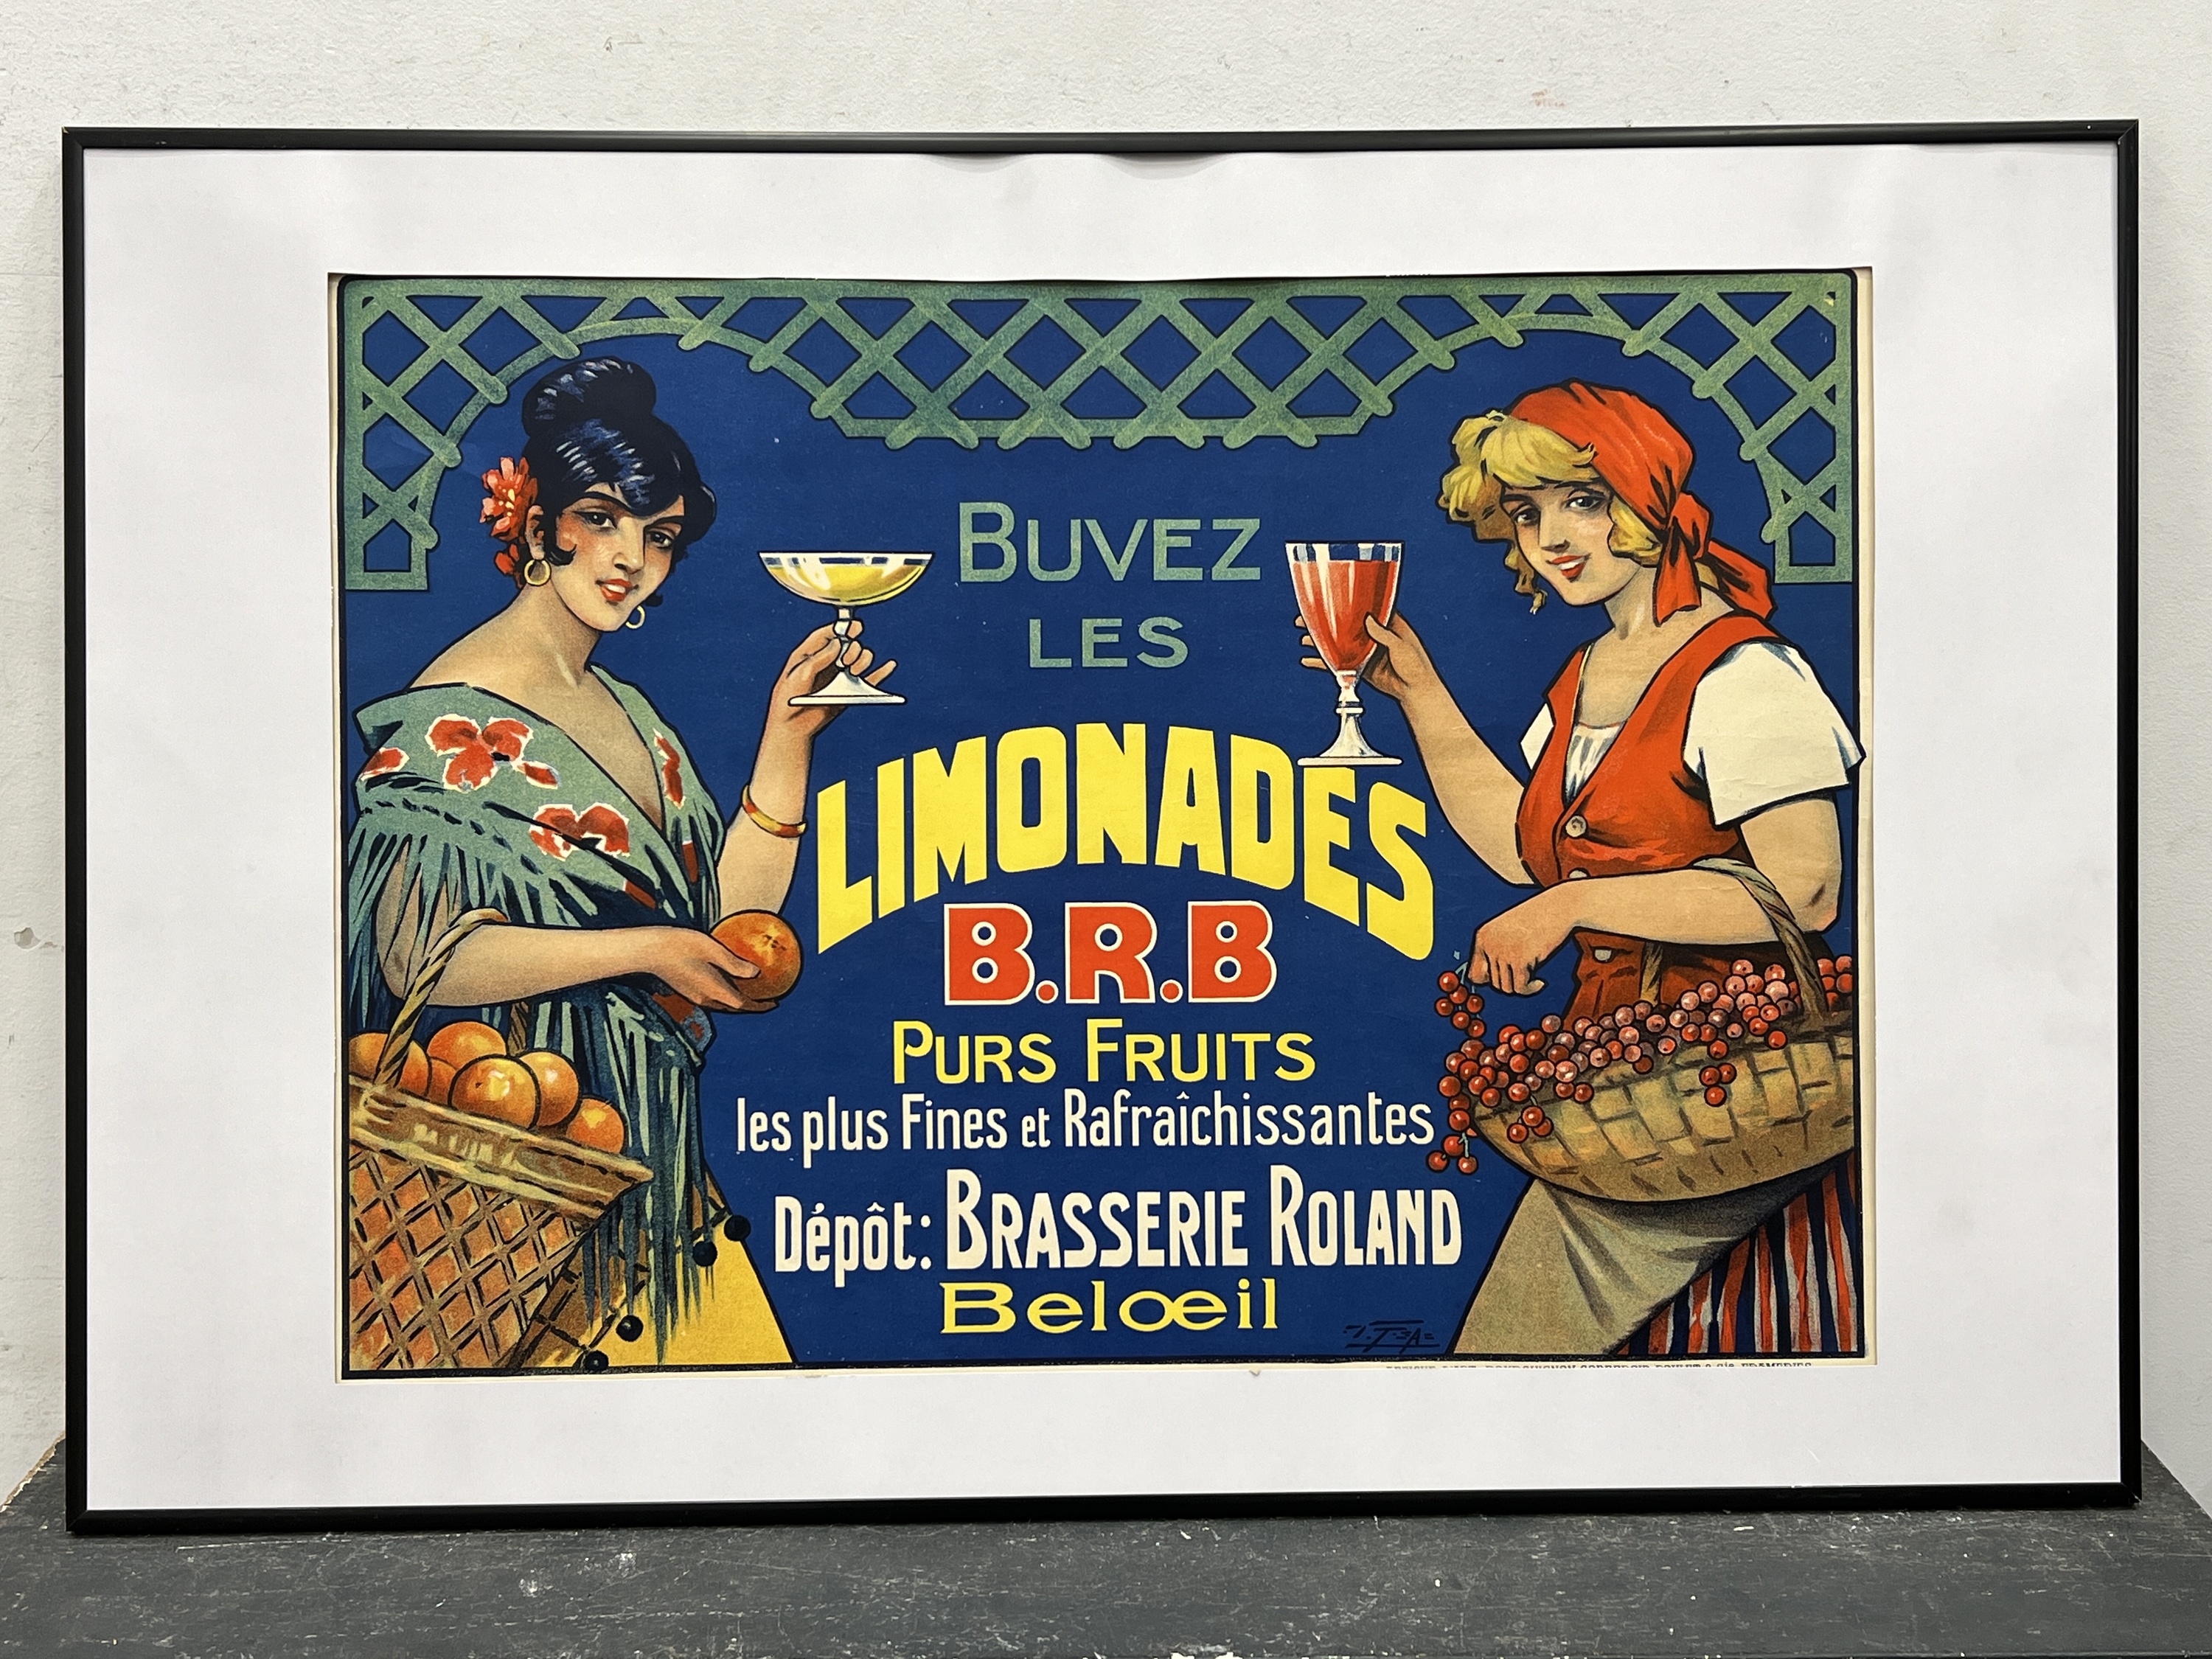 BUVEZ
LES
LIMONADES
B.R.B
PURS FRUITS
les plus Fines et Rafraîchissantes
Dépôt: BRASSERIE ROLAND
Belœil